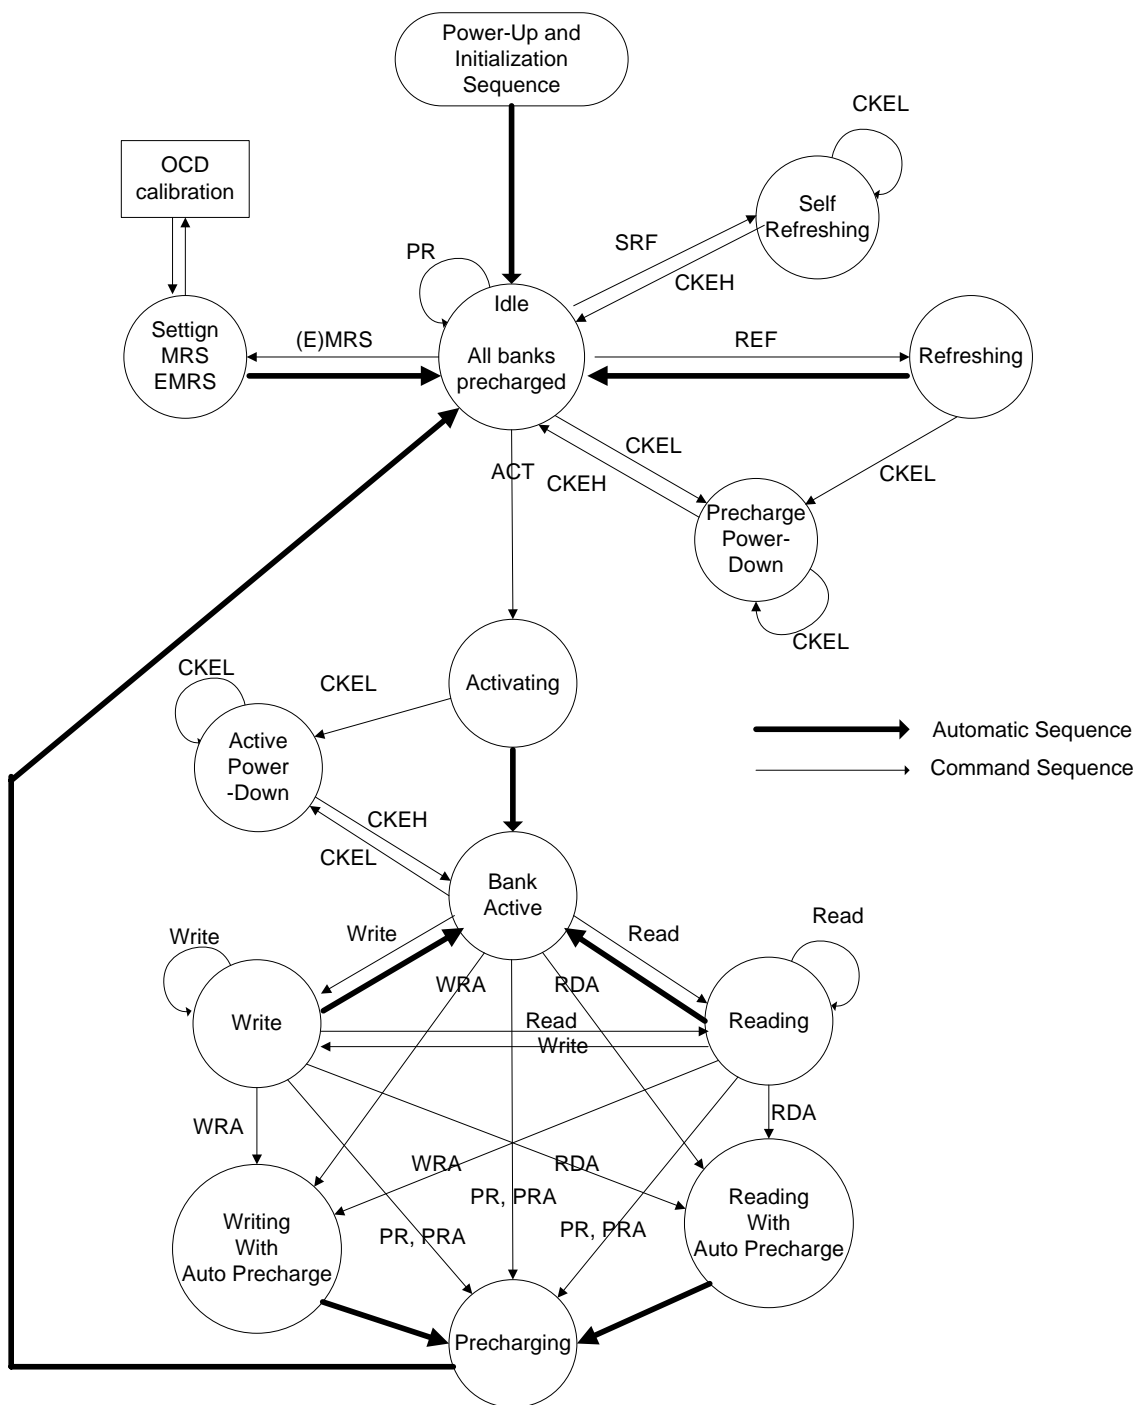 Power-Up and
Initialization
Sequence
CKEL
OCD
calibration
Self
Refreshing
SRF
PR
CKEH
Idle
Settign
MRS
EMRS
(E)MRS
All banks
precharged
REF
Refreshing
ACT
CKEL
CKEH
CKEL
Precharge
Power-
Down
CKEL
CKEL
CKEL
Activating
Active
Power
-Down
Automatic Sequence
Command Sequence
CKEH
CKEL
Bank
Active
Write
Write
Read
Read
WRA
RDA
Write
Read
Write
Reading
WRA
RDA
WRA
RDA
PR, PRA
Reading
With
Auto Precharge
Writing
With
Auto Precharge
PR, PRA
PR, PRA
Precharging